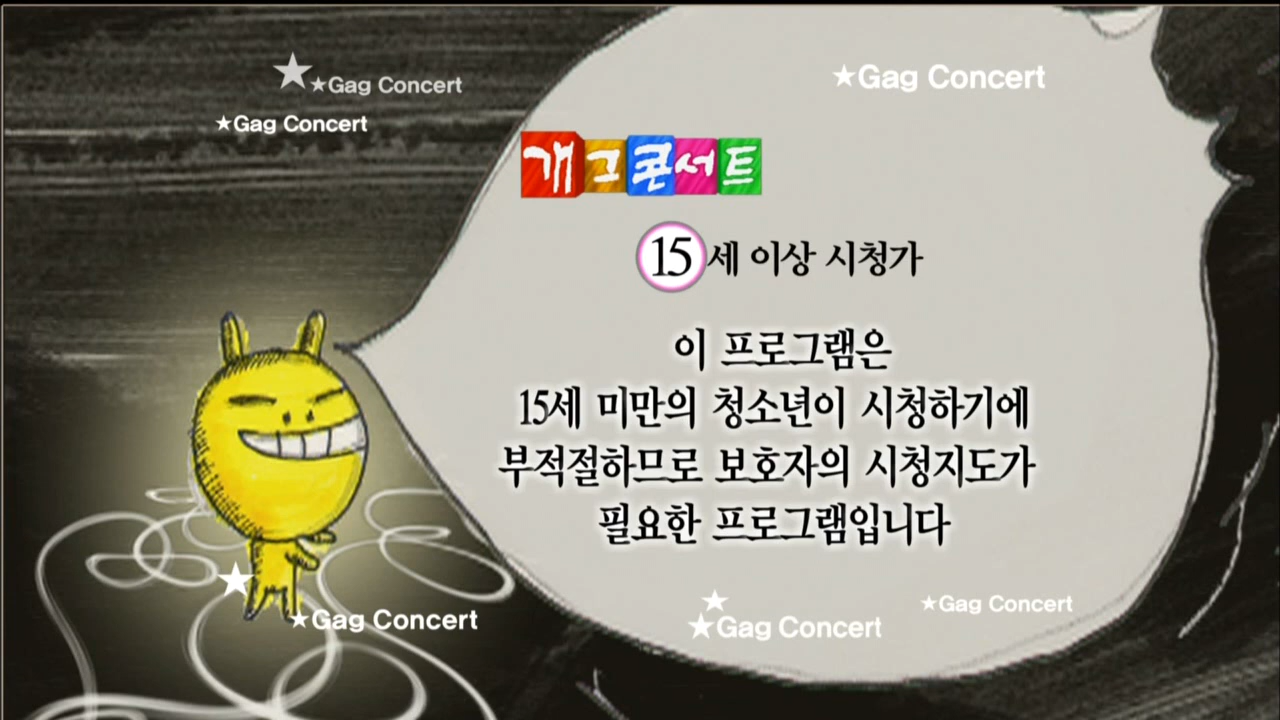 ★Gag Concert
★Gag Concert
★Gag Concert
개그콘서트
15세 이상 시청가
이 프로그램은
15세 미만의 청소년이 시청하기에
부적절하므로 보호자의 시청지도가
필요한 프로그램입니다
★Gag Concert
★Gag Concert
★Gag Concert